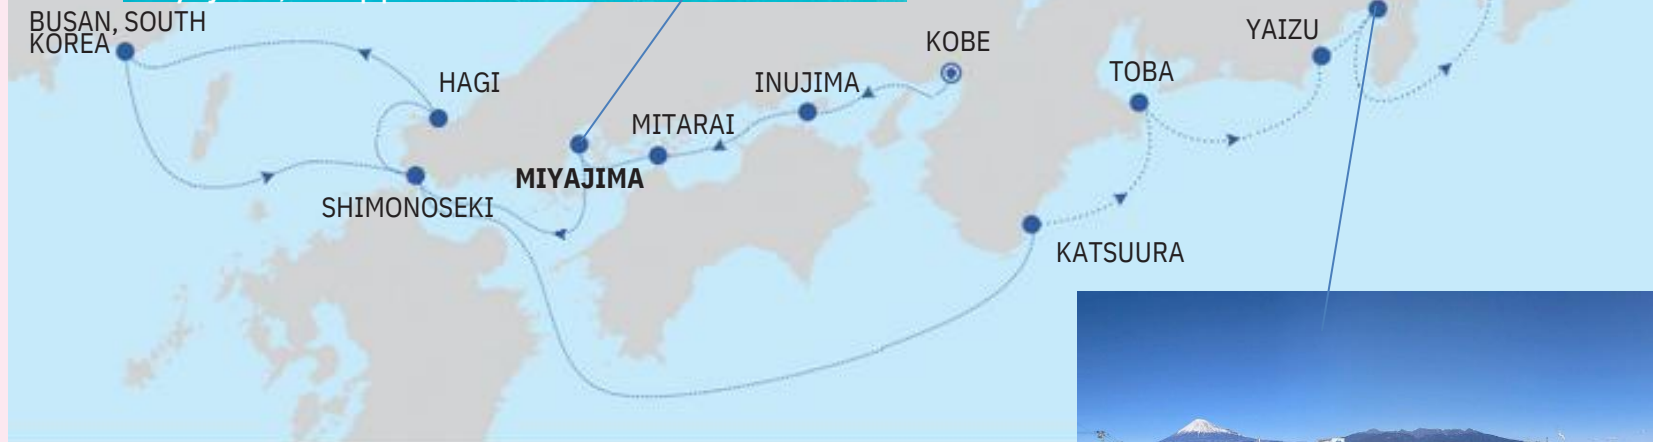 BUSAN, SOUTH
KOREA
HAGI
KOBE
INUJIMA
MITARAI
MIYAJIMA
SHIMONOSEKI
YAIZU
TOBA
KATSUURA